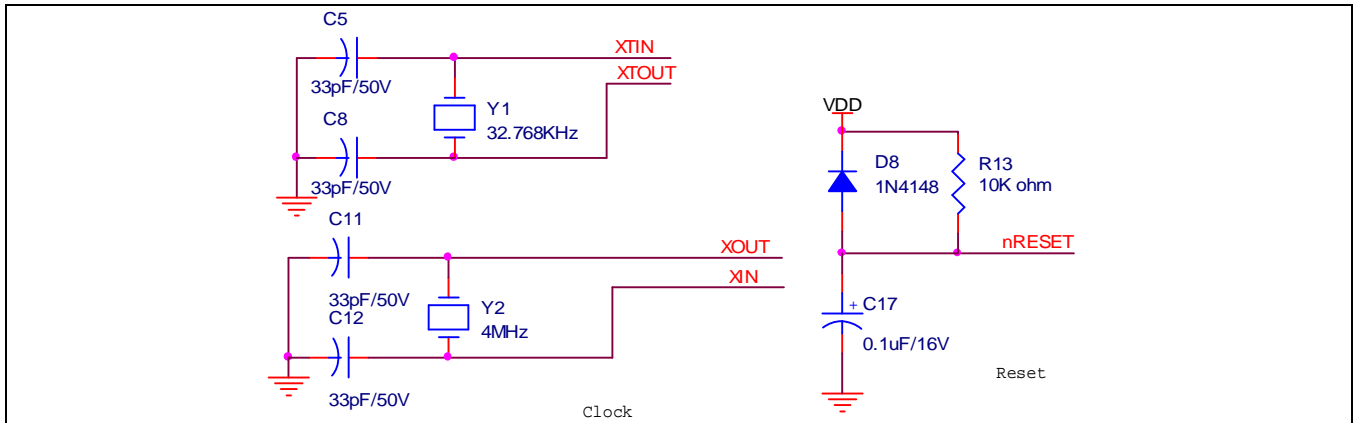 C5
33pF/50V
XTIN
XTOUT
Y1
32.768KHz
C8
33pF/50V
C11
33pF/50V
XOUT
XIN
Y2
4MHz
C12
33pF/50V
Clock
VDD
D8
1N4148
R13
10K ohm
nRESET
+ C17
0.1uF/16V
Reset